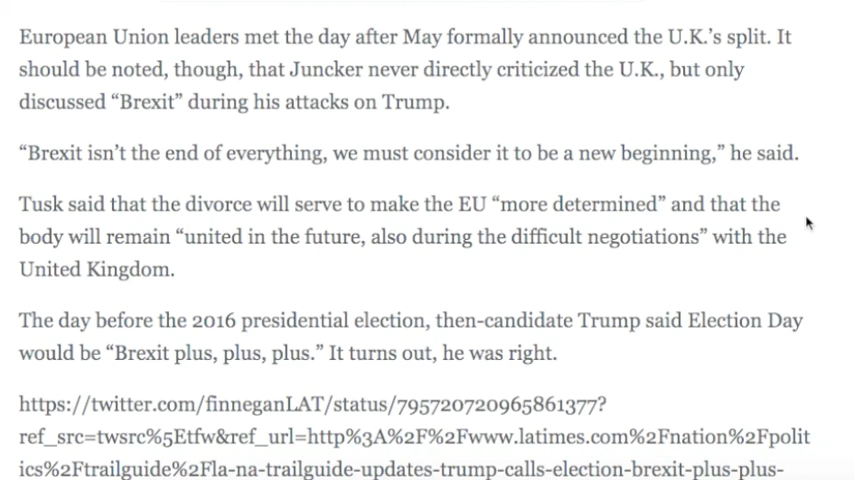 European Union leaders met the day after May formally announced the U.K.’s split. It
should be noted, though, that Juncker never directly criticized the U.K., but only
discussed “Brexit” during his attacks on Trump.
“Brexit isn’t the end of everything, we must consider it to be a new beginning,” he said.
Tusk said that the divorce will serve to make the EU “more determined” and that the
body will remain “united in the future, also during the difficult negotiations” with the
United Kingdom.
The day before the 2016 presidential election, then-candidate Trump said Election Day
would be “Brexit plus, plus, plus.” It turns out, he was right.
https://twitter.com/finneganLAT/status/795720720965861377?
ref_src=twsrc%5Etfw&ref_url=http%3A%2F%2Fwww.latimes.com%2Fnation%2Fpolit
ics%2Ftrailguide%2Fla-na-trailguide-updates-trump-calls-election-brexit-plus-plus-